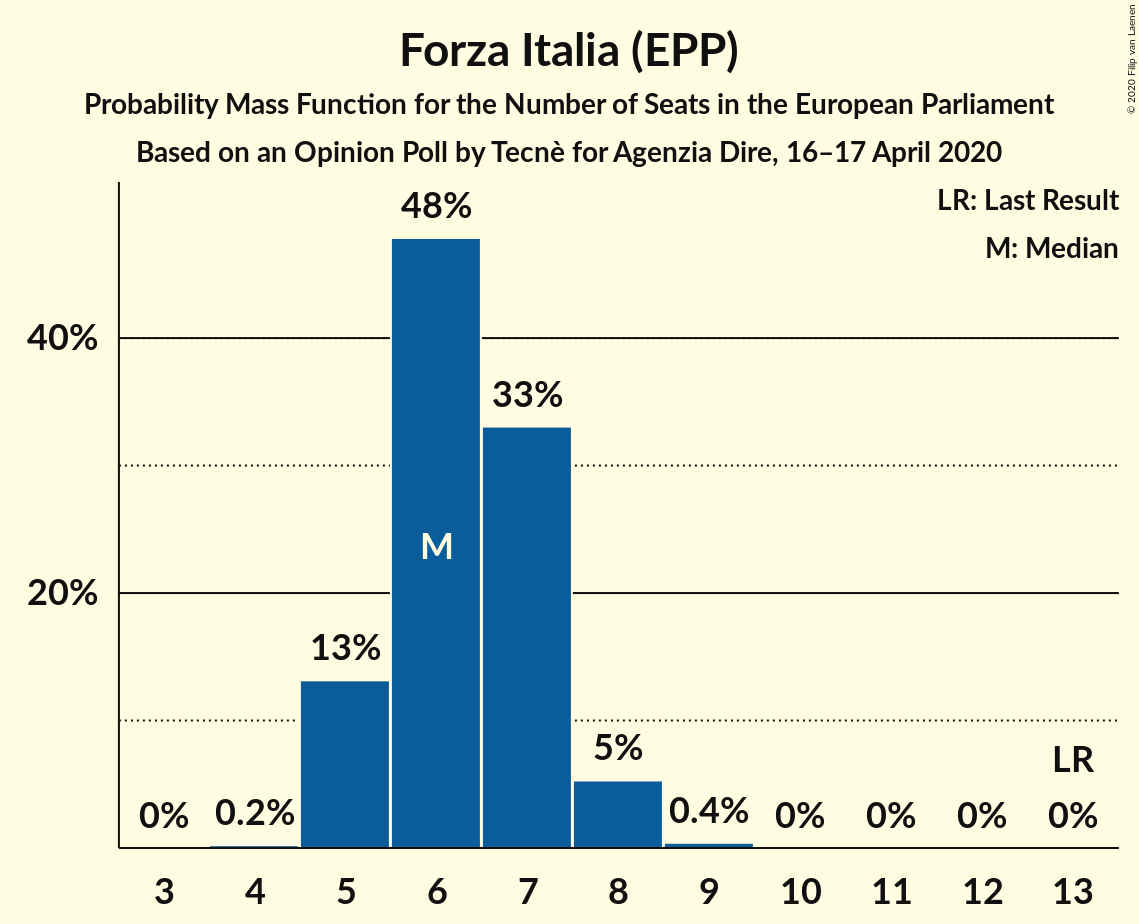 Forza Italia (EPP)
Probability Mass Function for the Number of Seats in the European Parliament
Based on an Opinion Poll by Tecnè for Agenzia Dire, 16–17 April 2020
© 2020 Filip van Laenen
LR: Last Result
M: Median
48%
40%
33%
M
20%
13%
5%
LR
0% 0.2% 0.4% 0% 0% 0% 0%
3 4 5 6 7 8 9 10 11 12 13